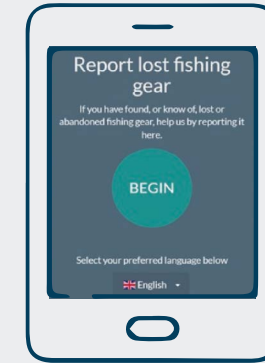 Report lost fishing
gear
If you have found, or know of, lost or
abandoned fishing gear, help us by reporting it
here.
BEGIN
Select your preferred language below
English